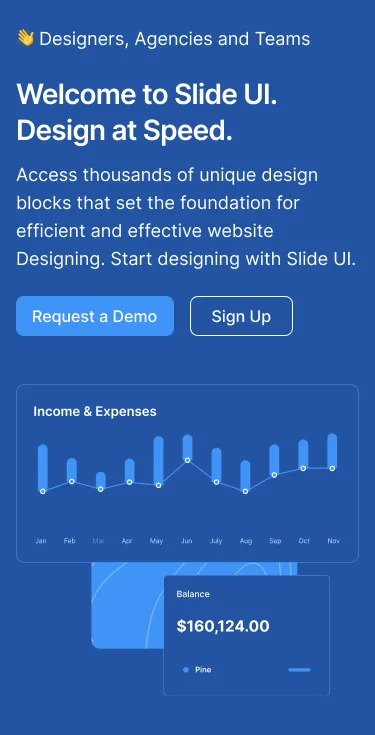 👋 Designers, Agencies and Teams
Welcome to Slide UI.
Design at Speed.
Access thousands of unique design
blocks that set the foundation for
efficient and effective website
Designing. Start designing with Slide UI.
Request a Demo Sign Up
Income & Expenses
Jan Feb Mar Apr May Jun July Aug Sep Oct Nov
Balance
$160,124.00
Pine